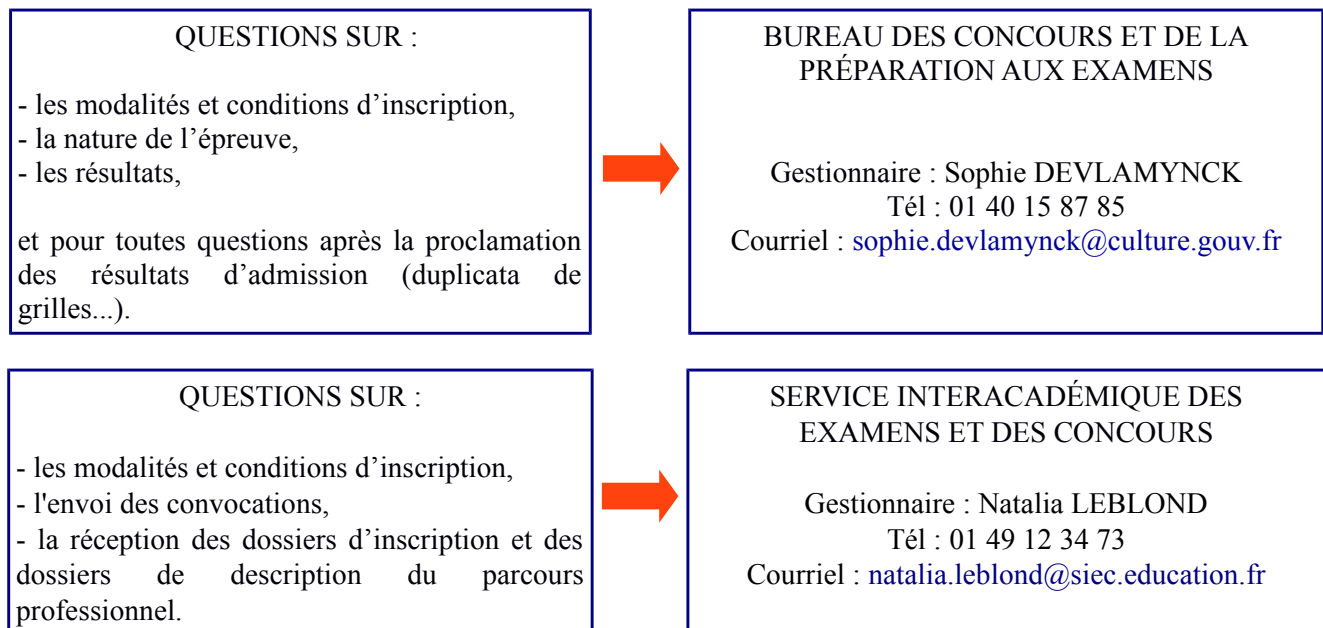 QUESTIONS SUR :
- les modalités et conditions d’inscription,
- la nature de l’épreuve,
- les résultats,
et pour toutes questions après la proclamation
des résultats d’admission (duplicata de
grilles...).
BUREAU DES CONCOURS ET DE LA
PRÉPARATION AUX EXAMENS
Gestionnaire : Sophie DEVLAMYNCK
Tél : 01 40 15 87 85
Courriel : sophie.devlamynck@culture.gouv.fr
QUESTIONS SUR :
- les modalités et conditions d’inscription,
- l'envoi des convocations,
- la réception des dossiers d’inscription et des
dossiers de description du parcours
professionnel.
SERVICE INTERACADÉMIQUE DES
EXAMENS ET DES CONCOURS
Gestionnaire : Natalia LEBLOND
Tél : 01 49 12 34 73
Courriel : natalia.leblond@siec.education.fr